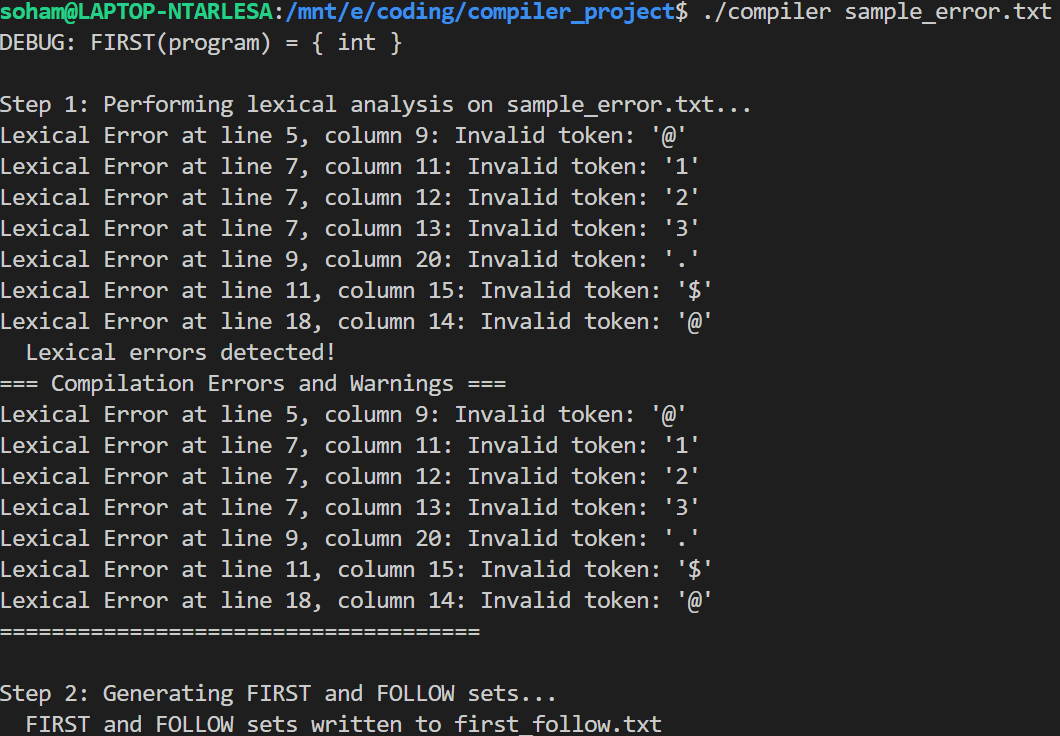 soham@LAPTOP-NTARLESA:/mnt/e/coding/compiler_project$ ./compiler sample_error.txt
DEBUG: FIRST(program) = { int }
Step 1: Performing lexical analysis on sample_error.txt...
Lexical Error at line 5, column 9: Invalid token: '@'
Lexical Error at line 7, column 11: Invalid token: '1'
Lexical Error at line 7, column 12: Invalid token: '2'
Lexical Error at line 7, column 13: Invalid token: '3'
Lexical Error at line 9, column 20: Invalid token: '.'
Lexical Error at line 11, column 15: Invalid token: '$'
Lexical Error at line 18, column 14: Invalid token: '@'
  Lexical errors detected!
=== Compilation Errors and Warnings ===
Lexical Error at line 5, column 9: Invalid token: '@'
Lexical Error at line 7, column 11: Invalid token: '1'
Lexical Error at line 7, column 12: Invalid token: '2'
Lexical Error at line 7, column 13: Invalid token: '3'
Lexical Error at line 9, column 20: Invalid token: '.'
Lexical Error at line 11, column 15: Invalid token: '$'
Lexical Error at line 18, column 14: Invalid token: '@'
=====================================
Step 2: Generating FIRST and FOLLOW sets...
  FIRST and FOLLOW sets written to first_follow.txt